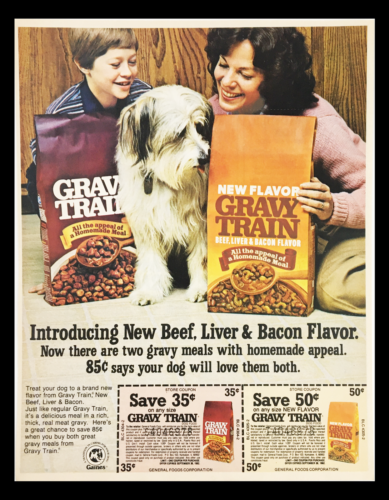 GRAVY
TRAIN
All the appeal of
a Homemade Meal
NEW FLAVOR
GRAVY
TRAIN
BEEF, LIVER & BACON FLAVOR
All the appeal of
a Homemade Meal
Introducing New Beef, Liver & Bacon Flavor.
Now there are two gravy meals with homemade appeal.
85¢ says your dog will love them both.
Treat your dog to a brand new
flavor from Gravy Train, New
Beef, Liver & Bacon.
Just like regular Gravy Train,
it's a delicious meal in a rich,
thick, real meat gravy. Here's
a great chance to save 85¢
when you buy both great
gravy meals from
Gravy Train.
Gaines
STORE COUPON
35¢
Save 35¢
on any size
GRAVY TRAIN
35¢
GENERAL FOODS CORPORATION
STORE COUPON
50¢
Save 50¢
on any size NEW FLAVOR
GRAVY TRAIN
50¢
GENERAL FOODS CORPORATION